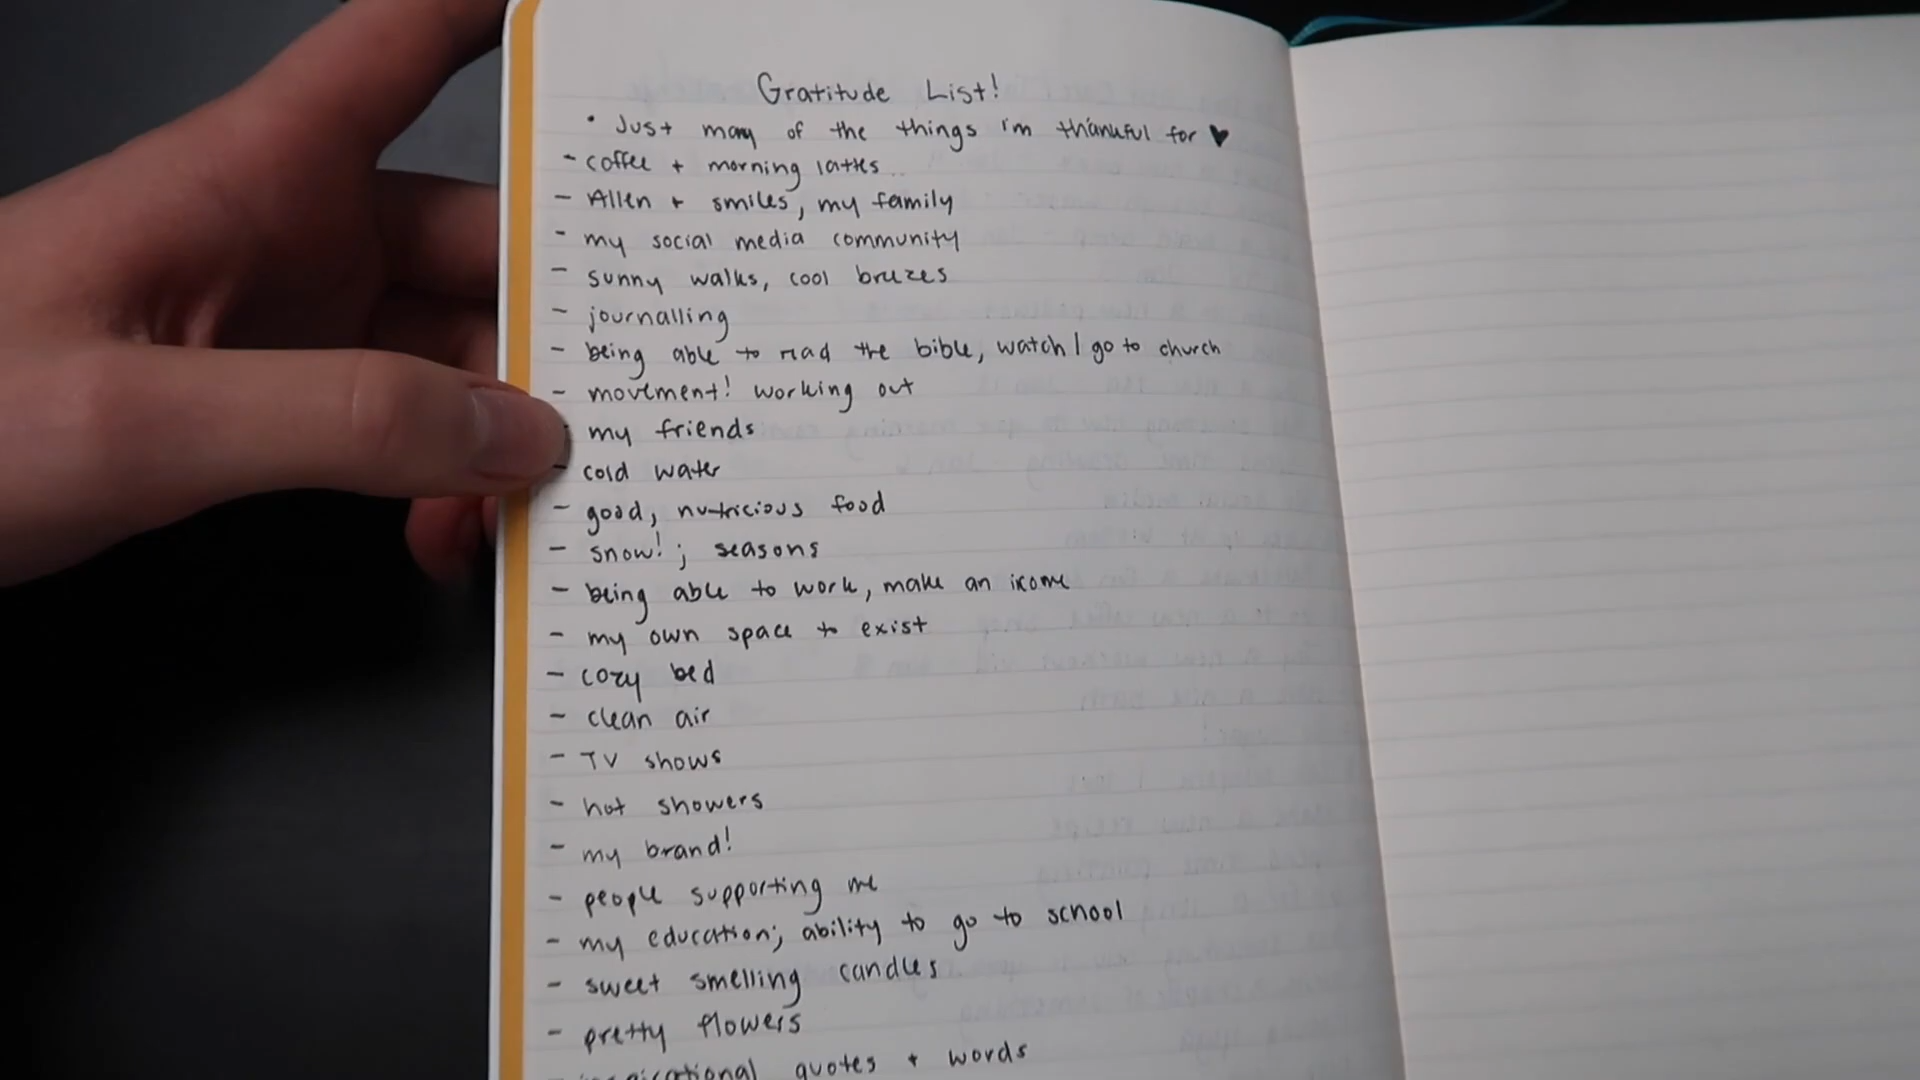 Gratitude List!
• Just many of the things i'm thankful for ♥
- coffee + morning lattes
- Allen + smiles, my family
- my social media community
- sunny walks, cool breezes
- journalling
- being able to read the bible, watch / go to church
- movement! working out
- my friends
- cold water
- good, nutricious food
- snow! ; seasons
- being able to work, make an icome
- my own space to exist
- cozy bed
- clean air
- TV shows
- hot showers
- my brand!
- people supporting me
- my education; ability to go to school
- sweet smelling candles
- pretty flowers
quotes + words